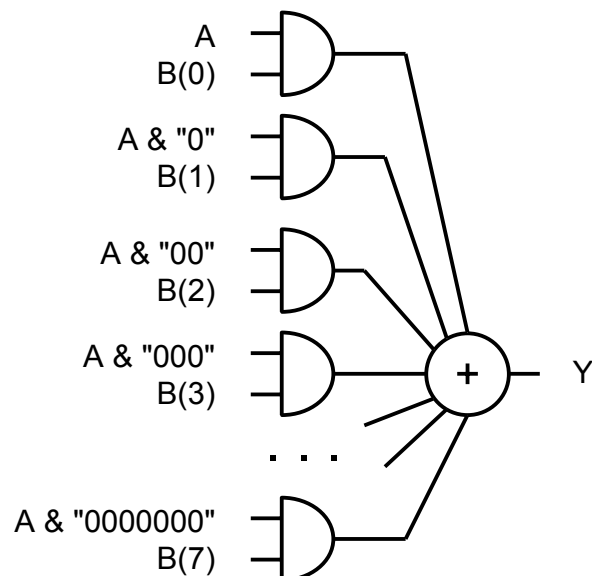 A
B(0)
A & "0"
B(1)
A & "00"
B(2)
A & "000"
B(3)
+
Y
. . .
A & "0000000"
B(7)